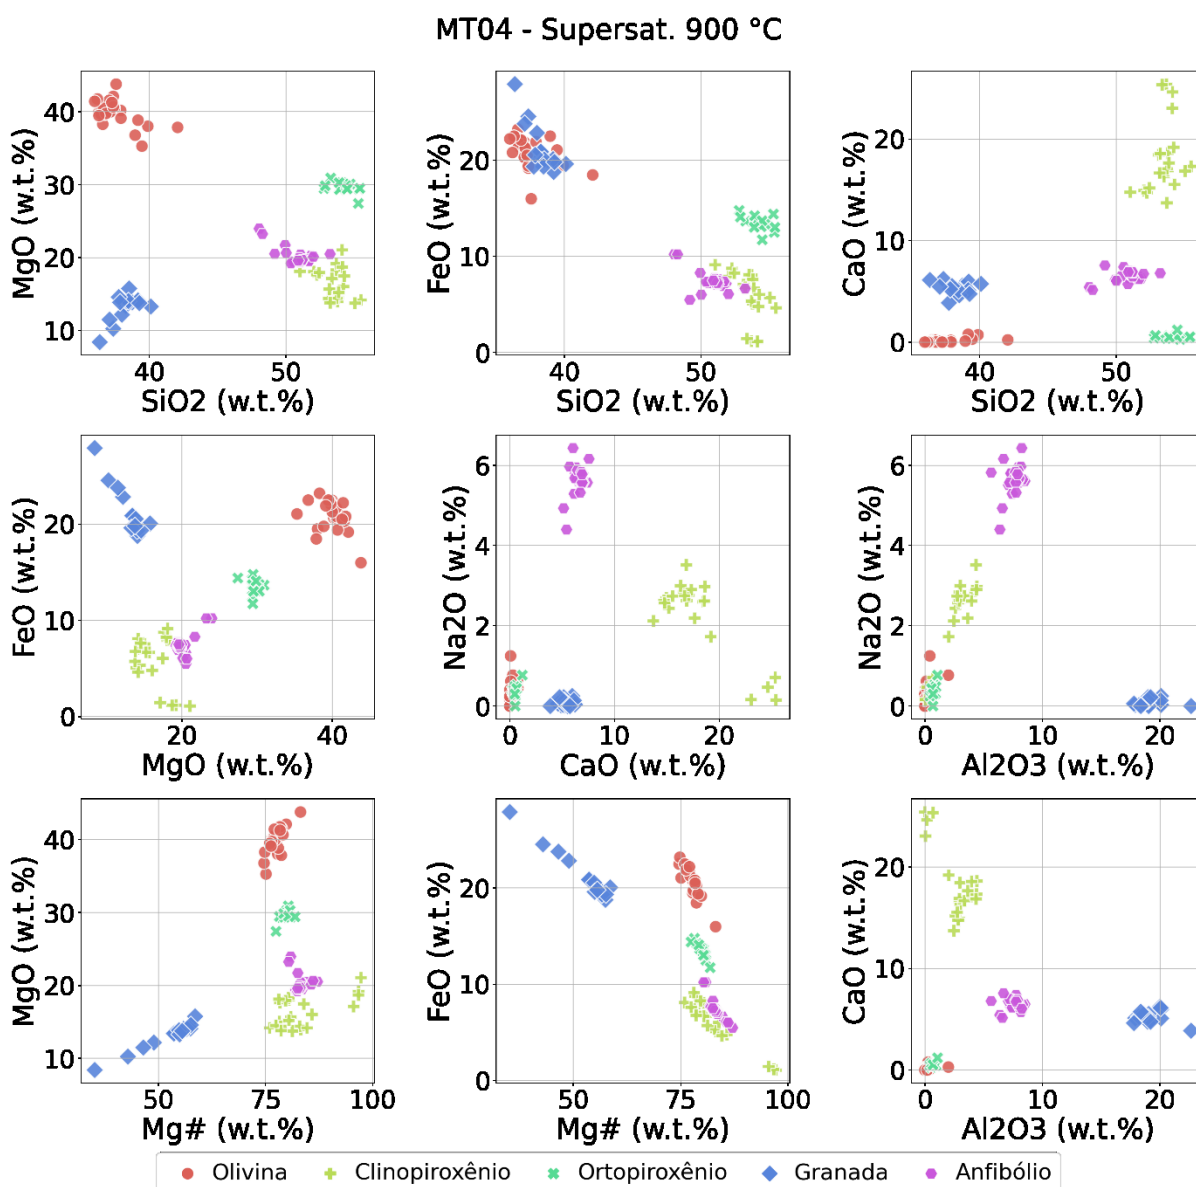 MT04 - Supersat. 900 °C
MgO (w.t.%)
40
30
20
10
40 50
SiO2 (w.t.%)
FeO (w.t.%)
20
10
0
40 50
SiO2 (w.t.%)
CaO (w.t.%)
20
10
0
40 50
SiO2 (w.t.%)
FeO (w.t.%)
20
10
0
20 40
MgO (w.t.%)
Na2O (w.t.%)
6
4
2
0
0 10 20
CaO (w.t.%)
Na2O (w.t.%)
6
4
2
0
0 10 20
Al2O3 (w.t.%)
MgO (w.t.%)
40
30
20
10
50 75 100
Mg# (w.t.%)
FeO (w.t.%)
20
10
0
50 75 100
Mg# (w.t.%)
CaO (w.t.%)
20
10
0
0 10 20
Al2O3 (w.t.%)
Olivina Clinopiroxênio Ortopiroxênio Granada Anfibólio